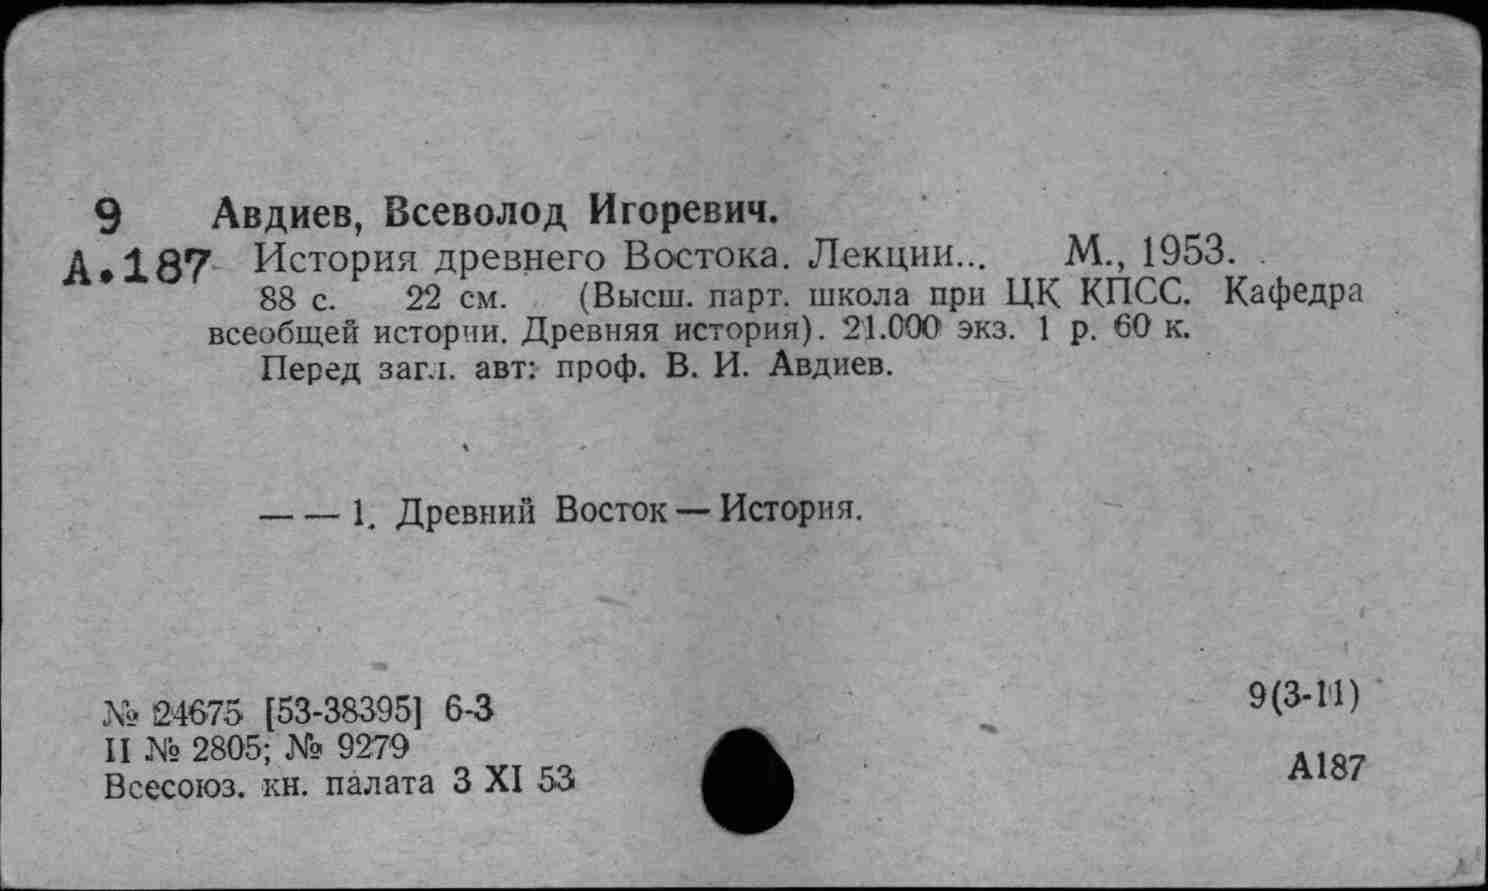 9 Авдиев, Всеволод Игоревич.
А.187 История древнего Востока. Лекции... М., 1953.
88 с. 22 см. (Высш. парт. школа при ЦК КПСС. Кафедра
всеобщей истории. Древняя история). 21.000 экз. 1 р. 60 к.
Перед загл. авт: проф. В. И. Авдиев.
— — 1. Древний Восток — История.
№ 24675 [53-38395] 6-3
II № 2805; № 9279
Всесоюз. кн. палата 3 XI 53
9(3-11)
А187